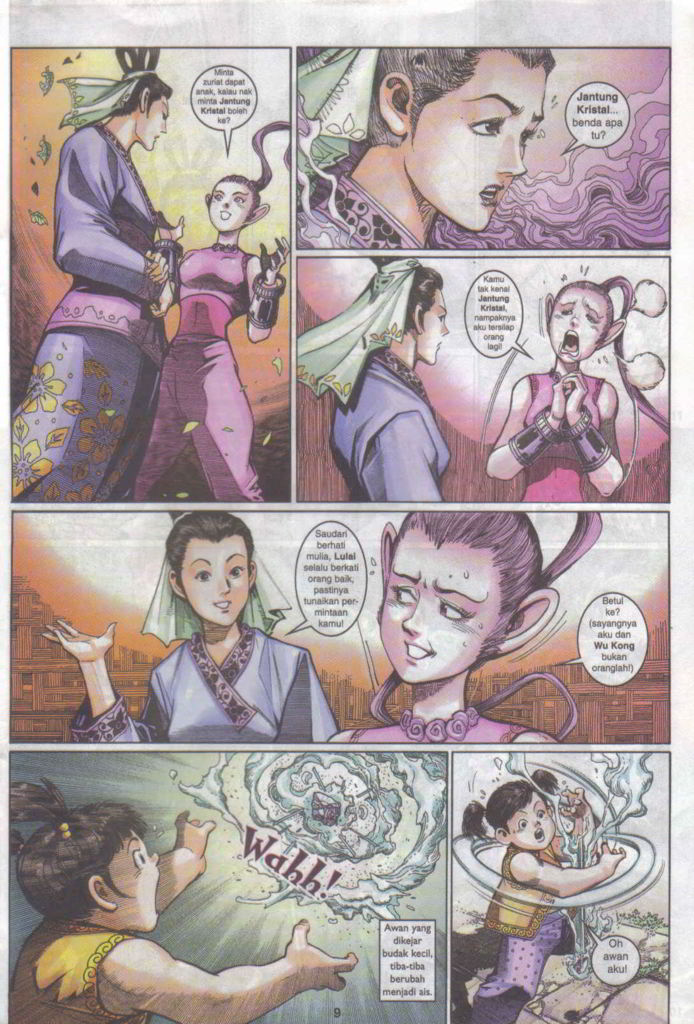 Minta
zuriat dapat
anak, kalau nak
minta Jantung
Kristal boleh
ke?
Jantung
Kristal...
benda apa
tu?
Kamu
tak kenal
Jantung
Kristal,
nampaknya
aku tersilap
orang
lagi!
Saudari
berhati
mulia, Lulai
selalu berkati
orang baik,
pastinya
tunaikan per-
mintaan
kamu!
Betul
ke?
(sayangnya
aku dan
Wu Kong
bukan
oranglah!)
Wahh!
Awan yang
dikejar
budak kecil,
tiba-tiba
berubah
menjadi ais.
Oh
awan
aku!
9